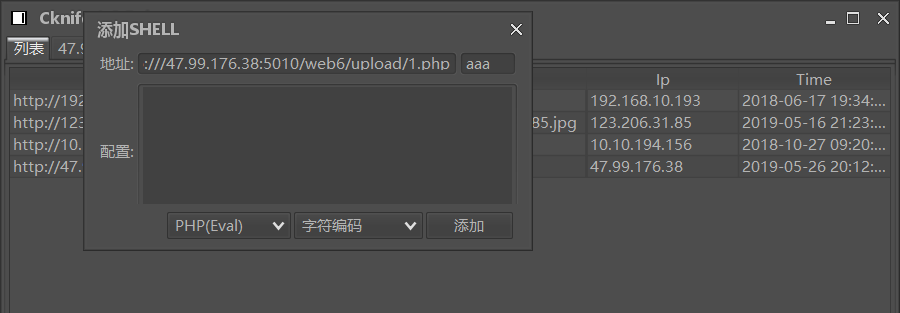 Cknife
添加SHELL
列表 47.9
地址: :///47.99.176.38:5010/web6/upload/1.php aaa
Ip Time
http://192 192.168.10.193 2018-06-17 19:34:...
http://123 85.jpg 123.206.31.85 2019-05-16 21:23:...
http://10. 10.10.194.156 2018-10-27 09:20:...
配置:
http://47. 47.99.176.38 2019-05-26 20:12:...
PHP(Eval) 字符编码 添加